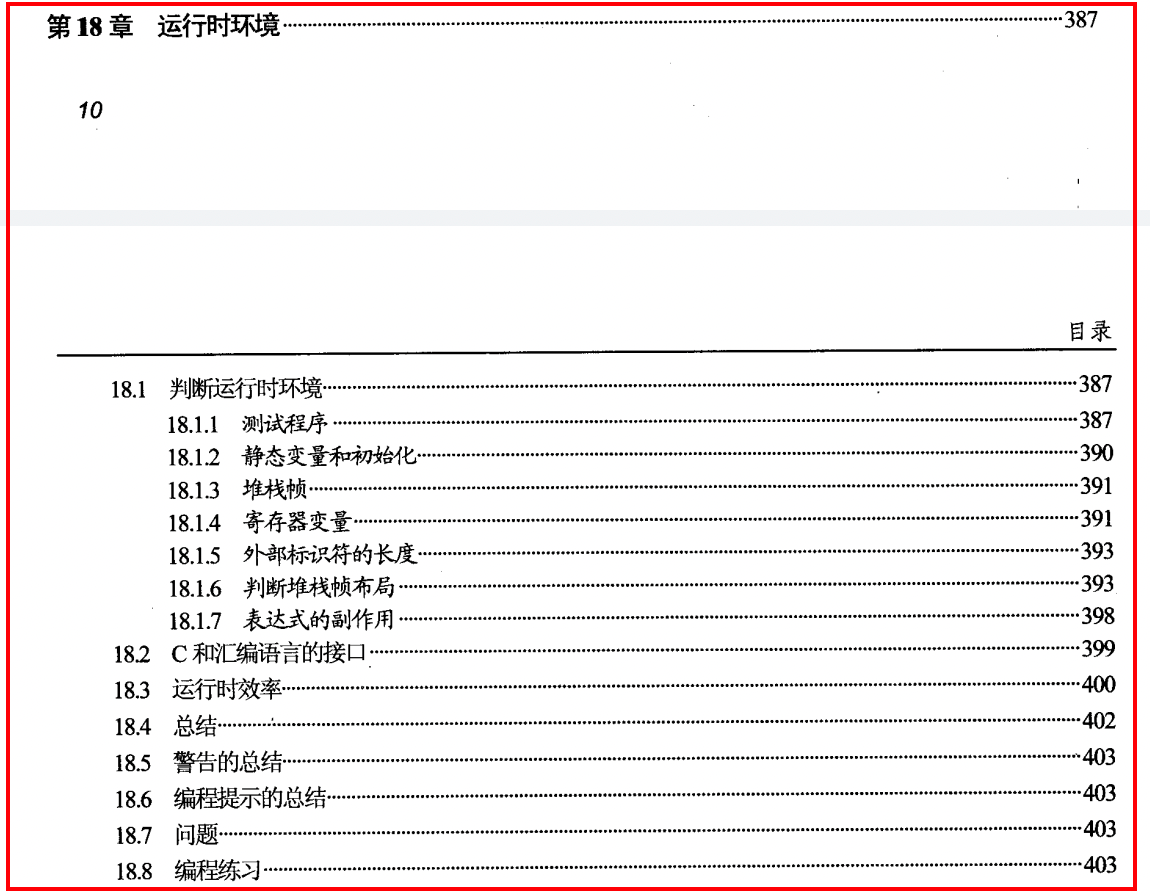 第 18 章 运行时环境 387
10
目录
18.1 判断运行时环境 387
18.1.1 测试程序 387
18.1.2 静态变量和初始化 390
18.1.3 堆栈帧 391
18.1.4 寄存器变量 391
18.1.5 外部标识符的长度 393
18.1.6 判断堆栈帧布局 393
18.1.7 表达式的副作用 398
18.2 C 和汇编语言的接口 399
18.3 运行时效率 400
18.4 总结 402
18.5 警告的总结 403
18.6 编程提示的总结 403
18.7 问题 403
18.8 编程练习 403